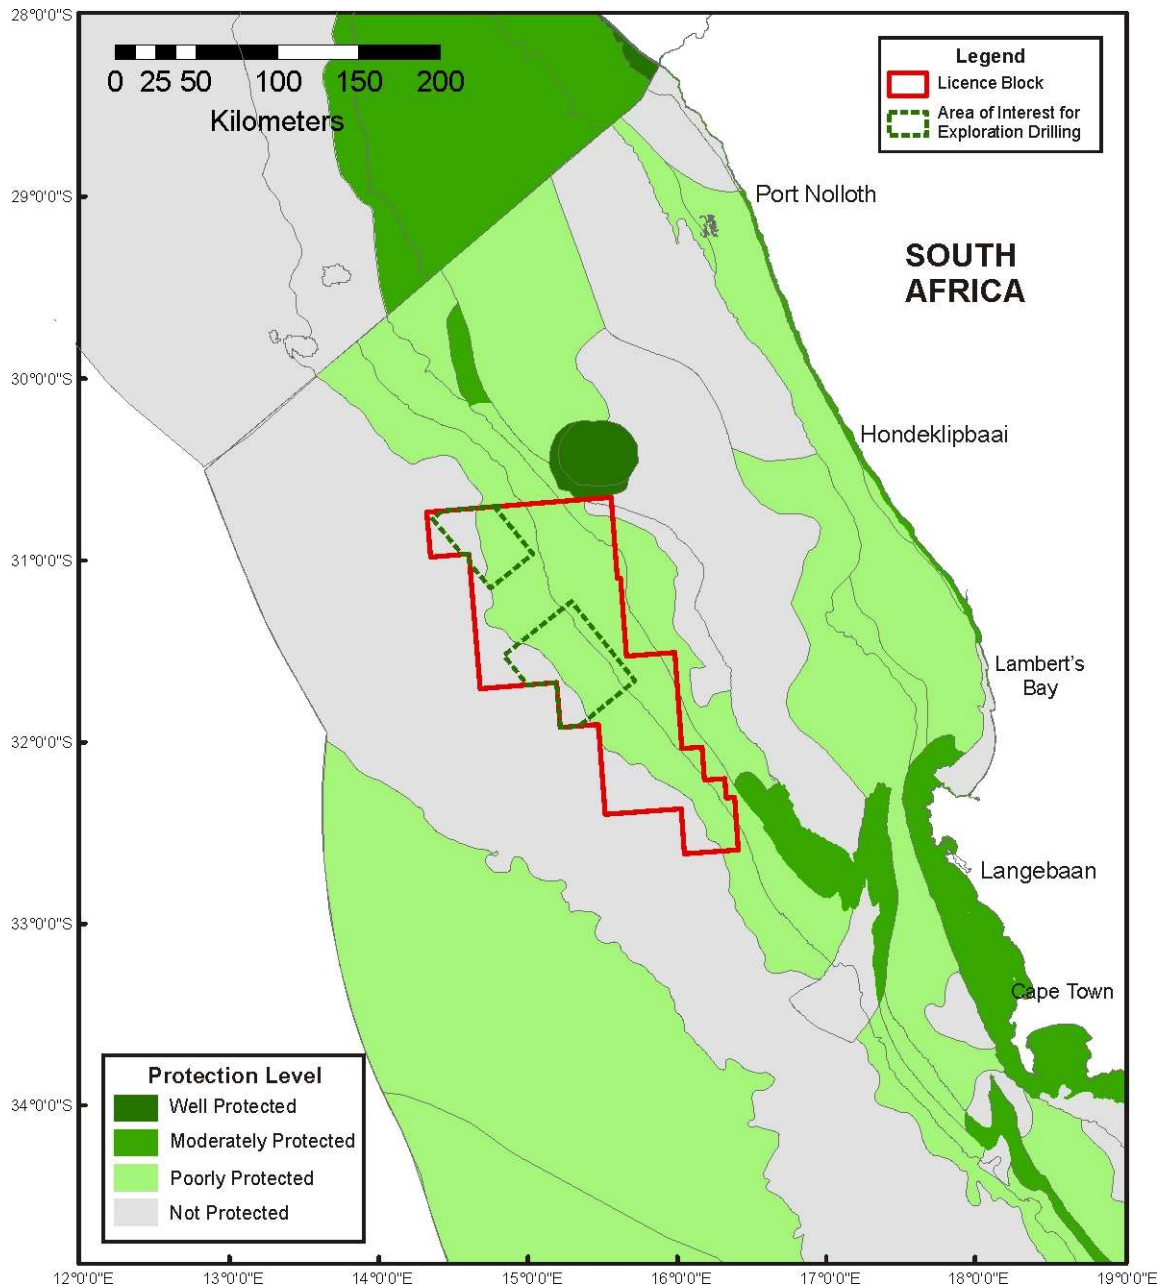 28°0'0"S
0 25 50 100 150 200
Kilometers
Legend
Licence Block
Area of Interest for
Exploration Drilling
29°0'0"S
Port Nolloth
SOUTH
AFRICA
30°0'0"S
Hondeklipbaai
31°0'0"S
Lambert's
Bay
32°0'0"S
Langebaan
33°0'0"S
Cape Town
Protection Level
Well Protected
Moderately Protected
Poorly Protected
Not Protected
34°0'0"S
12°0'0"E 13°0'0"E 14°0'0"E 15°0'0"E 16°0'0"E 17°0'0"E 18°0'0"E 19°0'0"E